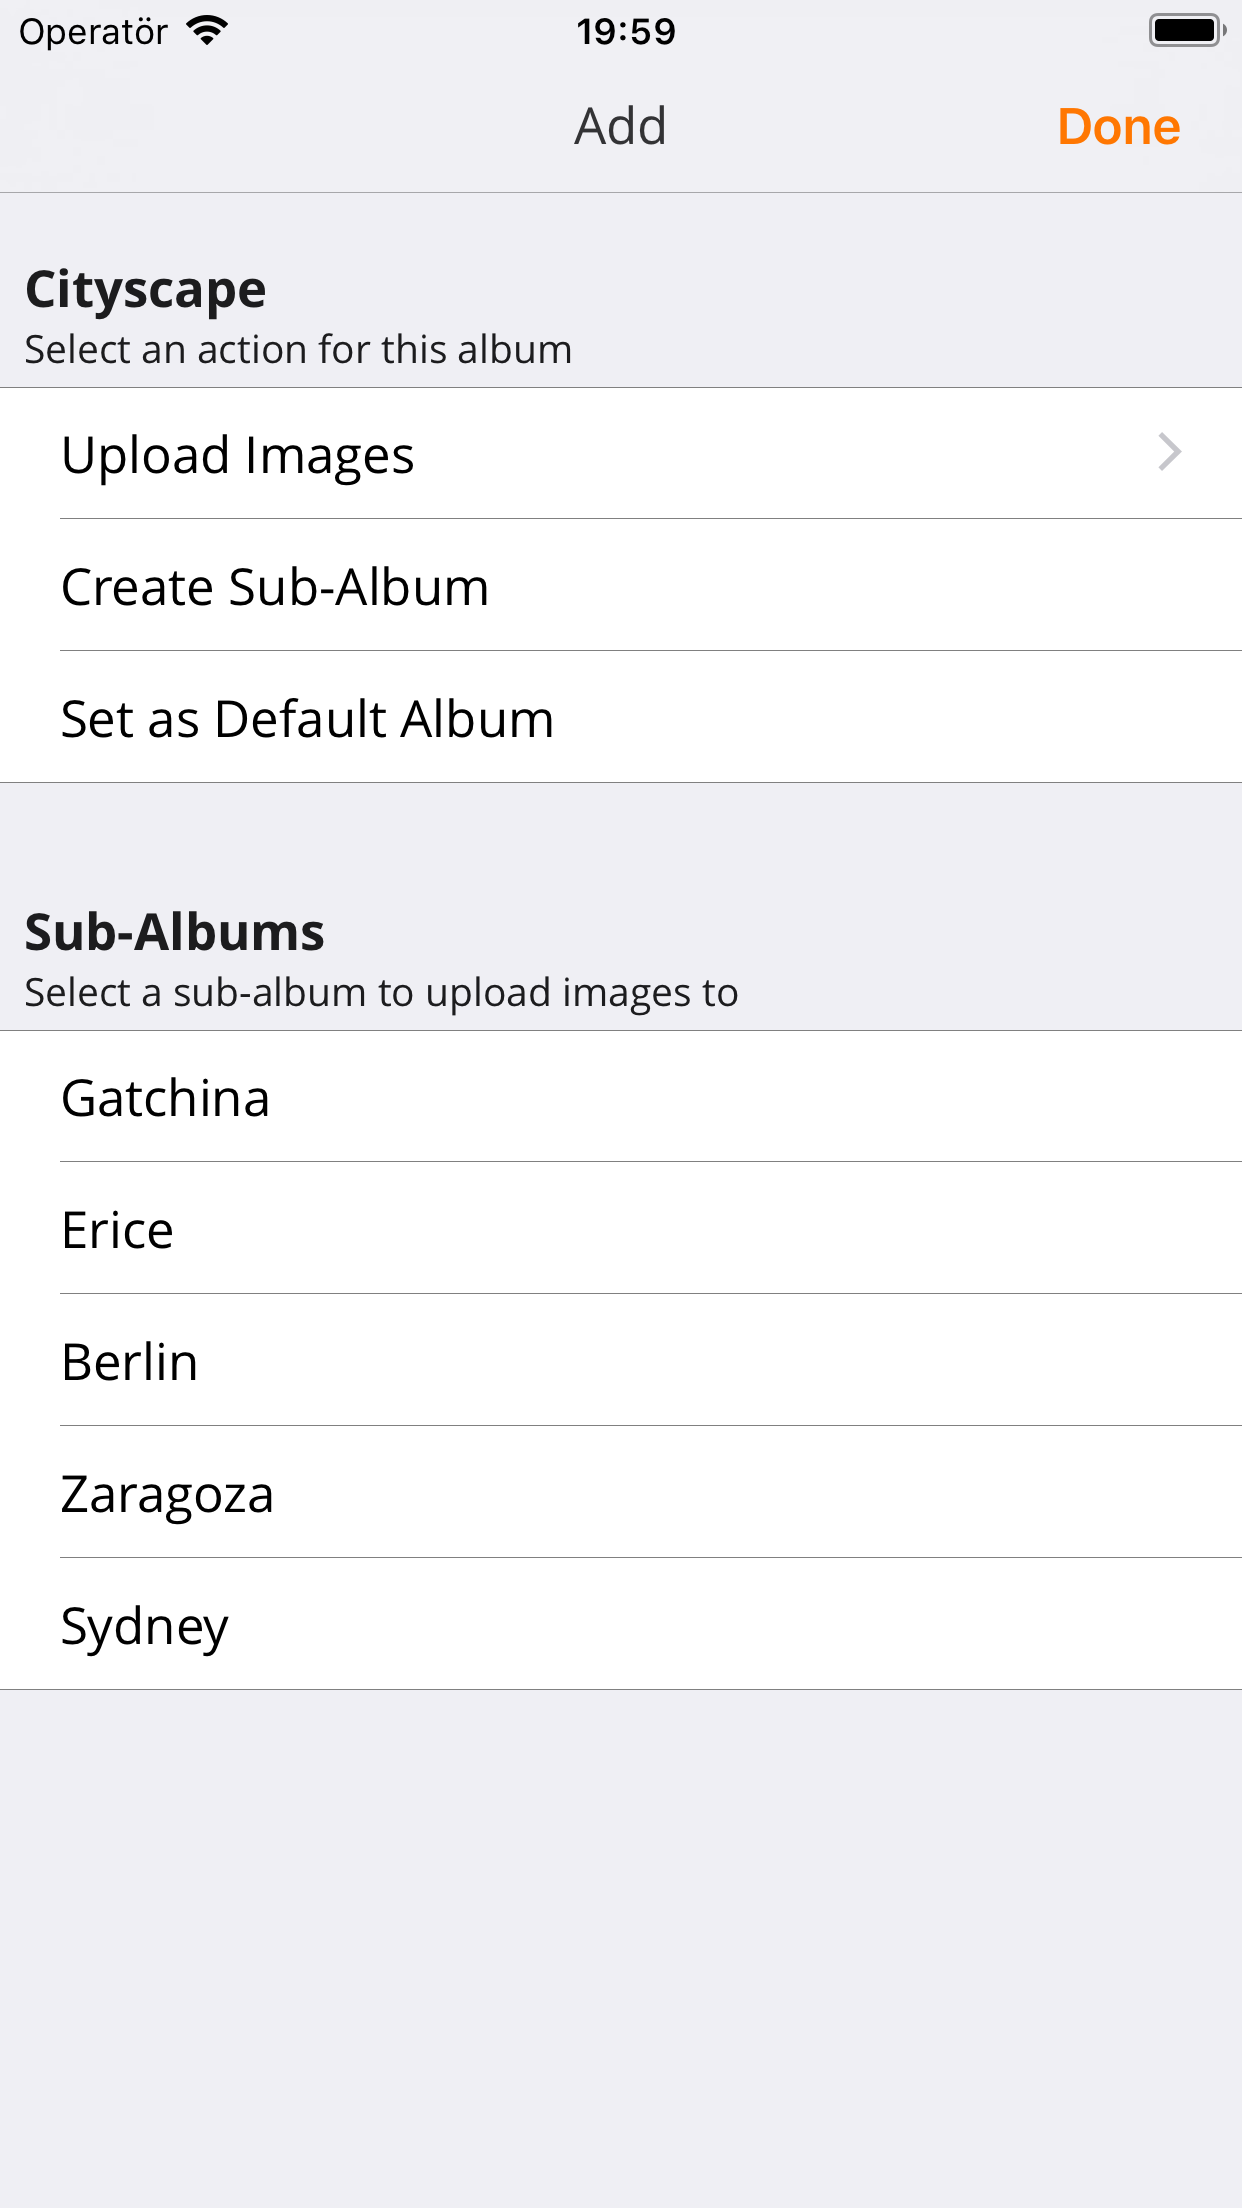 Operatör
19:59
Add
Done
Cityscape
Select an action for this album
Upload Images
Create Sub-Album
Set as Default Album
Sub-Albums
Select a sub-album to upload images to
Gatchina
Erice
Berlin
Zaragoza
Sydney